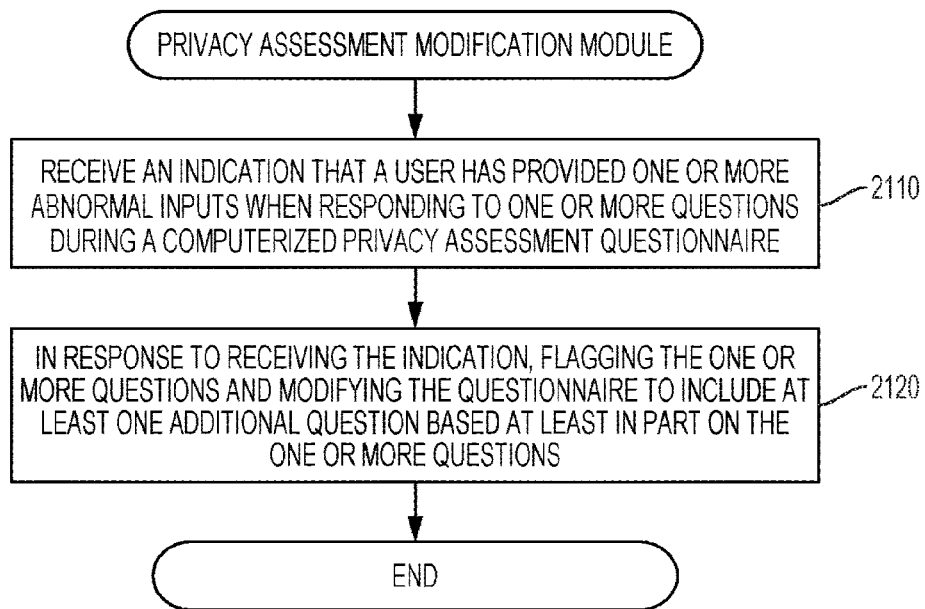 PRIVACY ASSESSMENT MODIFICATION MODULE
RECEIVE AN INDICATION THAT A USER HAS PROVIDED ONE OR MORE
ABNORMAL INPUTS WHEN RESPONDING TO ONE OR MORE QUESTIONS
DURING A COMPUTERIZED PRIVACY ASSESSMENT QUESTIONNAIRE
2110
IN RESPONSE TO RECEIVING THE INDICATION, FLAGGING THE ONE OR
MORE QUESTIONS AND MODIFYING THE QUESTIONNAIRE TO INCLUDE AT
LEAST ONE ADDITIONAL QUESTION BASED AT LEAST IN PART ON THE
ONE OR MORE QUESTIONS
2120
END